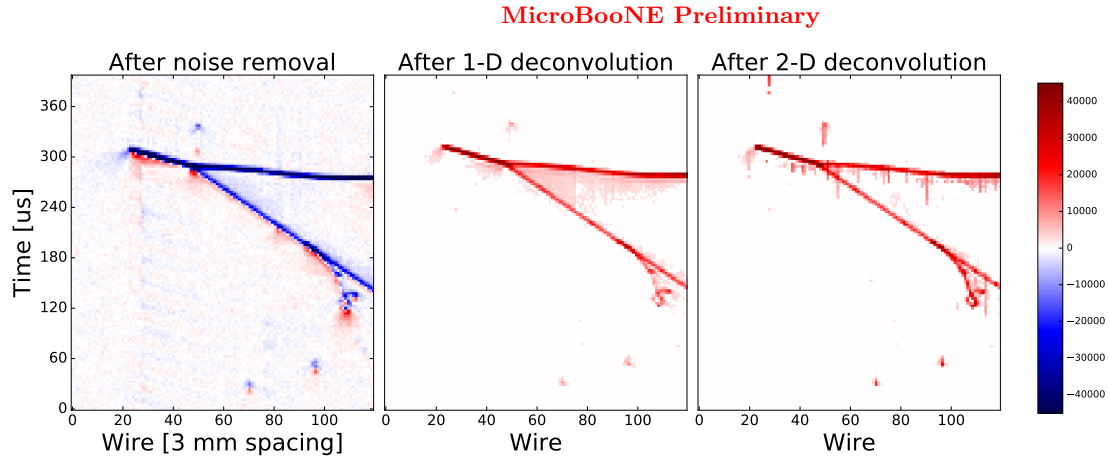 MicroBooNE Preliminary
After noise removal
After 1-D deconvolution
After 2-D deconvolution
Time [us]
360
300
240
180
120
60
0
0 20 40 60 80 100
0 20 40 60 80 100
0 20 40 60 80 100
Wire [3 mm spacing]
Wire
Wire
40000
30000
20000
10000
0
−10000
−20000
−30000
−40000